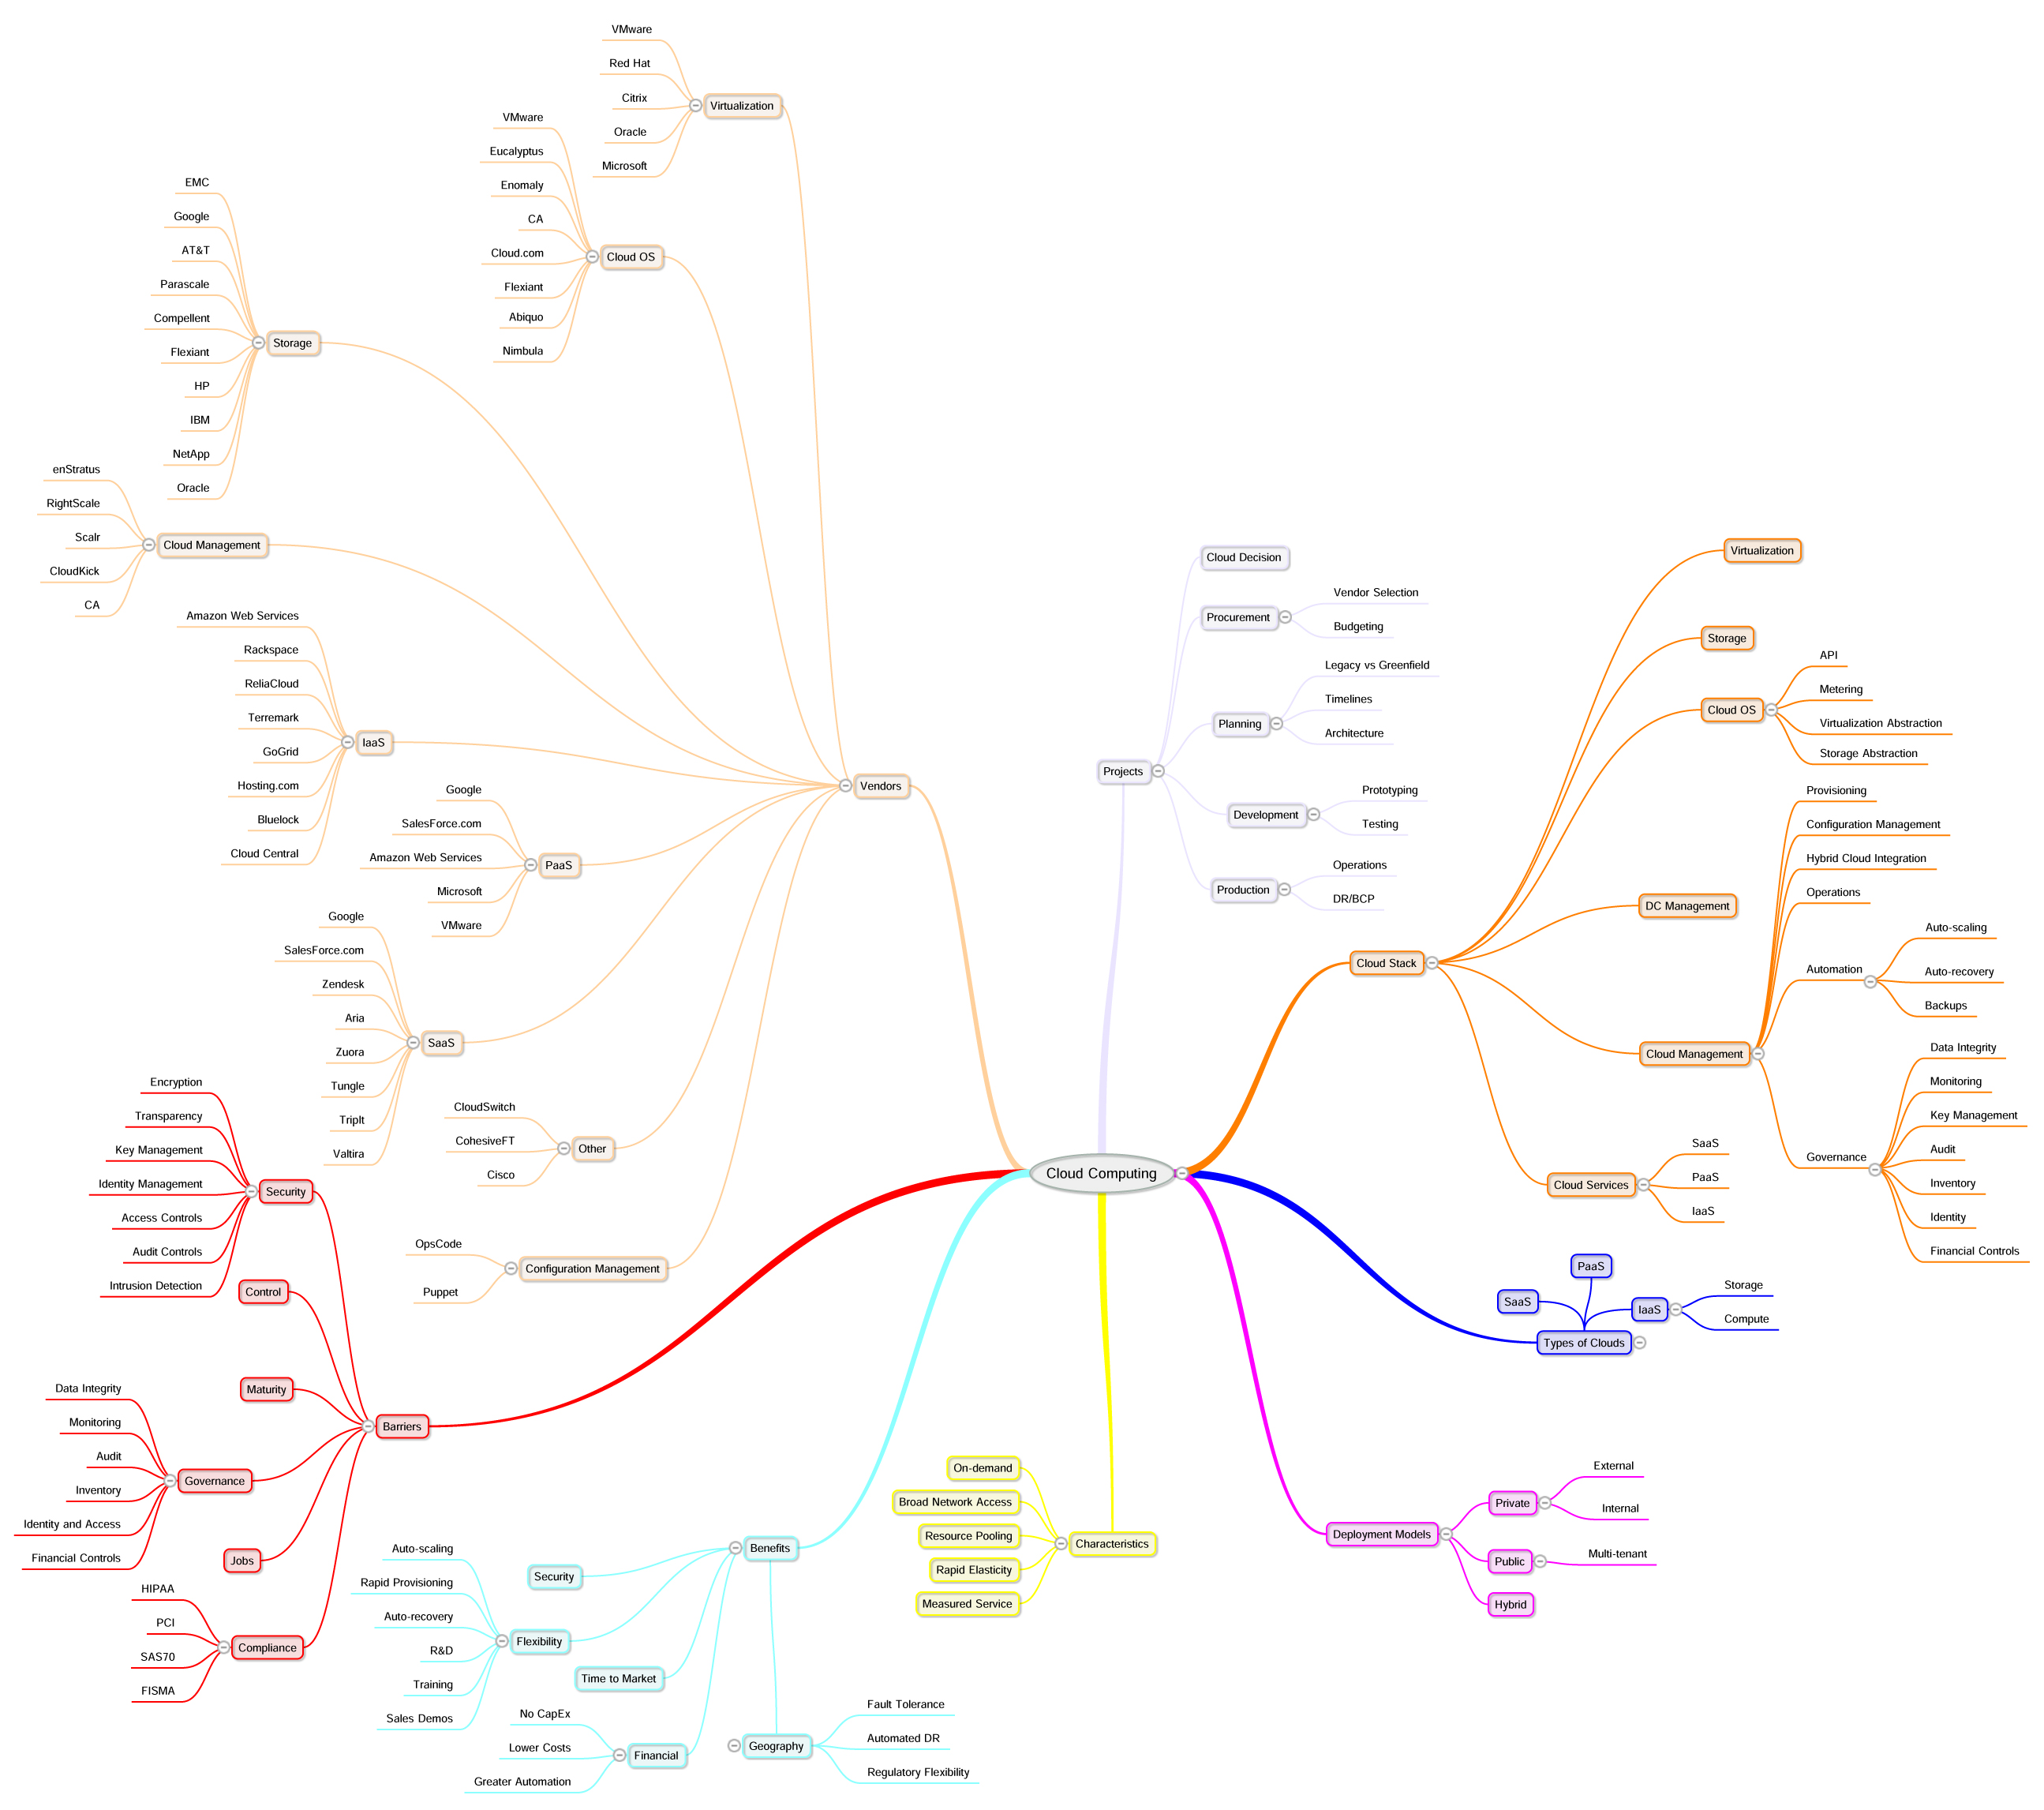 Cloud Computing
Vendors
Virtualization
VMware
Red Hat
Citrix
Oracle
Microsoft
Cloud OS
VMware
Eucalyptus
Enomaly
CA
Cloud.com
Flexiant
Abiquo
Nimbula
Storage
EMC
Google
AT&T
Parascale
Compellent
Flexiant
HP
IBM
NetApp
Oracle
Cloud Management
enStratus
RightScale
Scalr
CloudKick
CA
IaaS
Amazon Web Services
Rackspace
ReliaCloud
Terremark
GoGrid
Hosting.com
Bluelock
Cloud Central
PaaS
Google
SalesForce.com
Amazon Web Services
Microsoft
VMware
SaaS
Google
SalesForce.com
Zendesk
Aria
Zuora
Tungle
TripIt
Valtira
Other
CloudSwitch
CohesiveFT
Cisco
Configuration Management
OpsCode
Puppet
Projects
Cloud Decision
Procurement
Vendor Selection
Budgeting
Planning
Legacy vs Greenfield
Timelines
Architecture
Development
Prototyping
Testing
Production
Operations
DR/BCP
Cloud Stack
Virtualization
Storage
Cloud OS
API
Metering
Virtualization Abstraction
Storage Abstraction
DC Management
Cloud Management
Provisioning
Configuration Management
Hybrid Cloud Integration
Operations
Automation
Auto-scaling
Auto-recovery
Backups
Governance
Data Integrity
Monitoring
Key Management
Audit
Inventory
Identity
Financial Controls
Cloud Services
SaaS
PaaS
IaaS
Types of Clouds
SaaS
PaaS
IaaS
Storage
Compute
Deployment Models
Private
External
Internal
Public
Multi-tenant
Hybrid
Characteristics
On-demand
Broad Network Access
Resource Pooling
Rapid Elasticity
Measured Service
Benefits
Security
Flexibility
Auto-scaling
Rapid Provisioning
Auto-recovery
R&D
Training
Sales Demos
Time to Market
Financial
No CapEx
Lower Costs
Greater Automation
Geography
Fault Tolerance
Automated DR
Regulatory Flexibility
Barriers
Security
Encryption
Transparency
Key Management
Identity Management
Access Controls
Audit Controls
Intrusion Detection
Control
Maturity
Governance
Data Integrity
Monitoring
Audit
Inventory
Identity and Access
Financial Controls
Jobs
Compliance
HIPAA
PCI
SAS70
FISMA